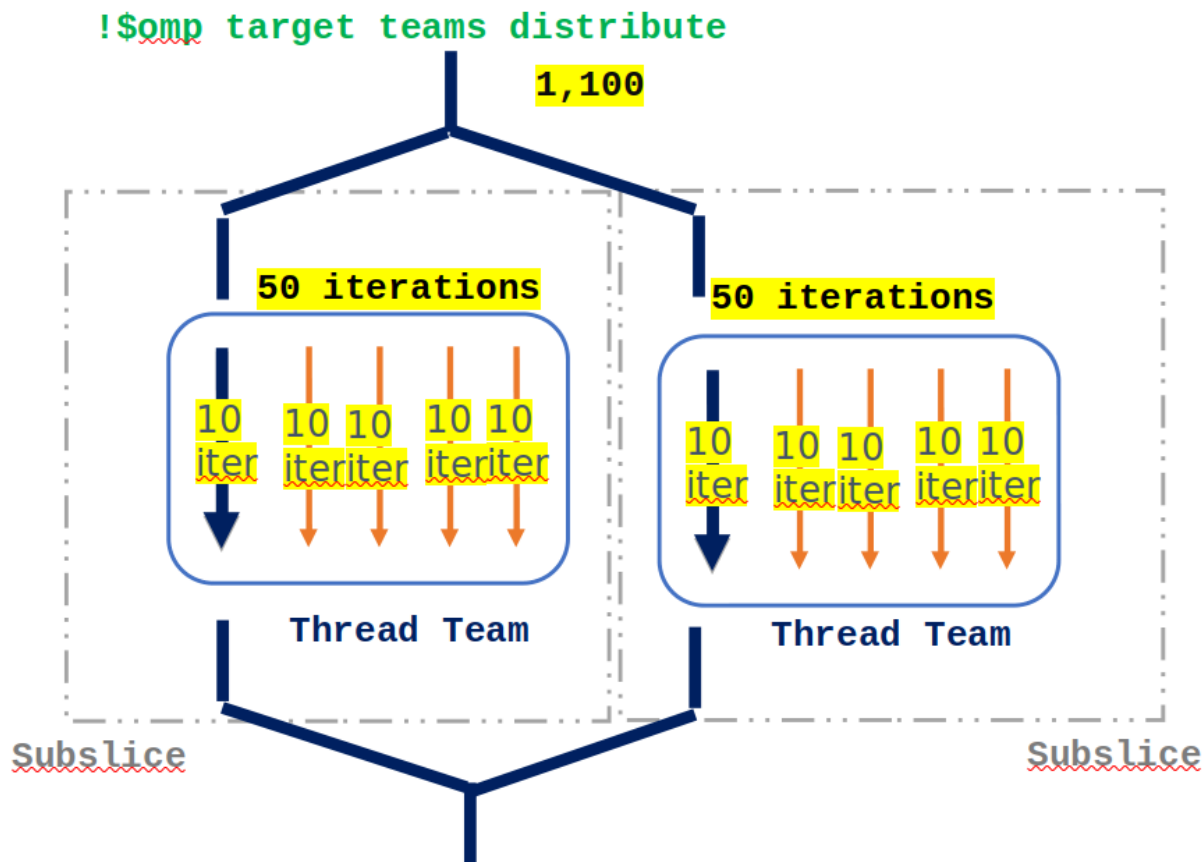 !$omp target teams distribute
1,100
50 iterations
50 iterations
10 10 10 10 10
iter iter iter iter iter
10 10 10 10 10
iter iter iter iter iter
Thread Team
Thread Team
Subslice
Subslice